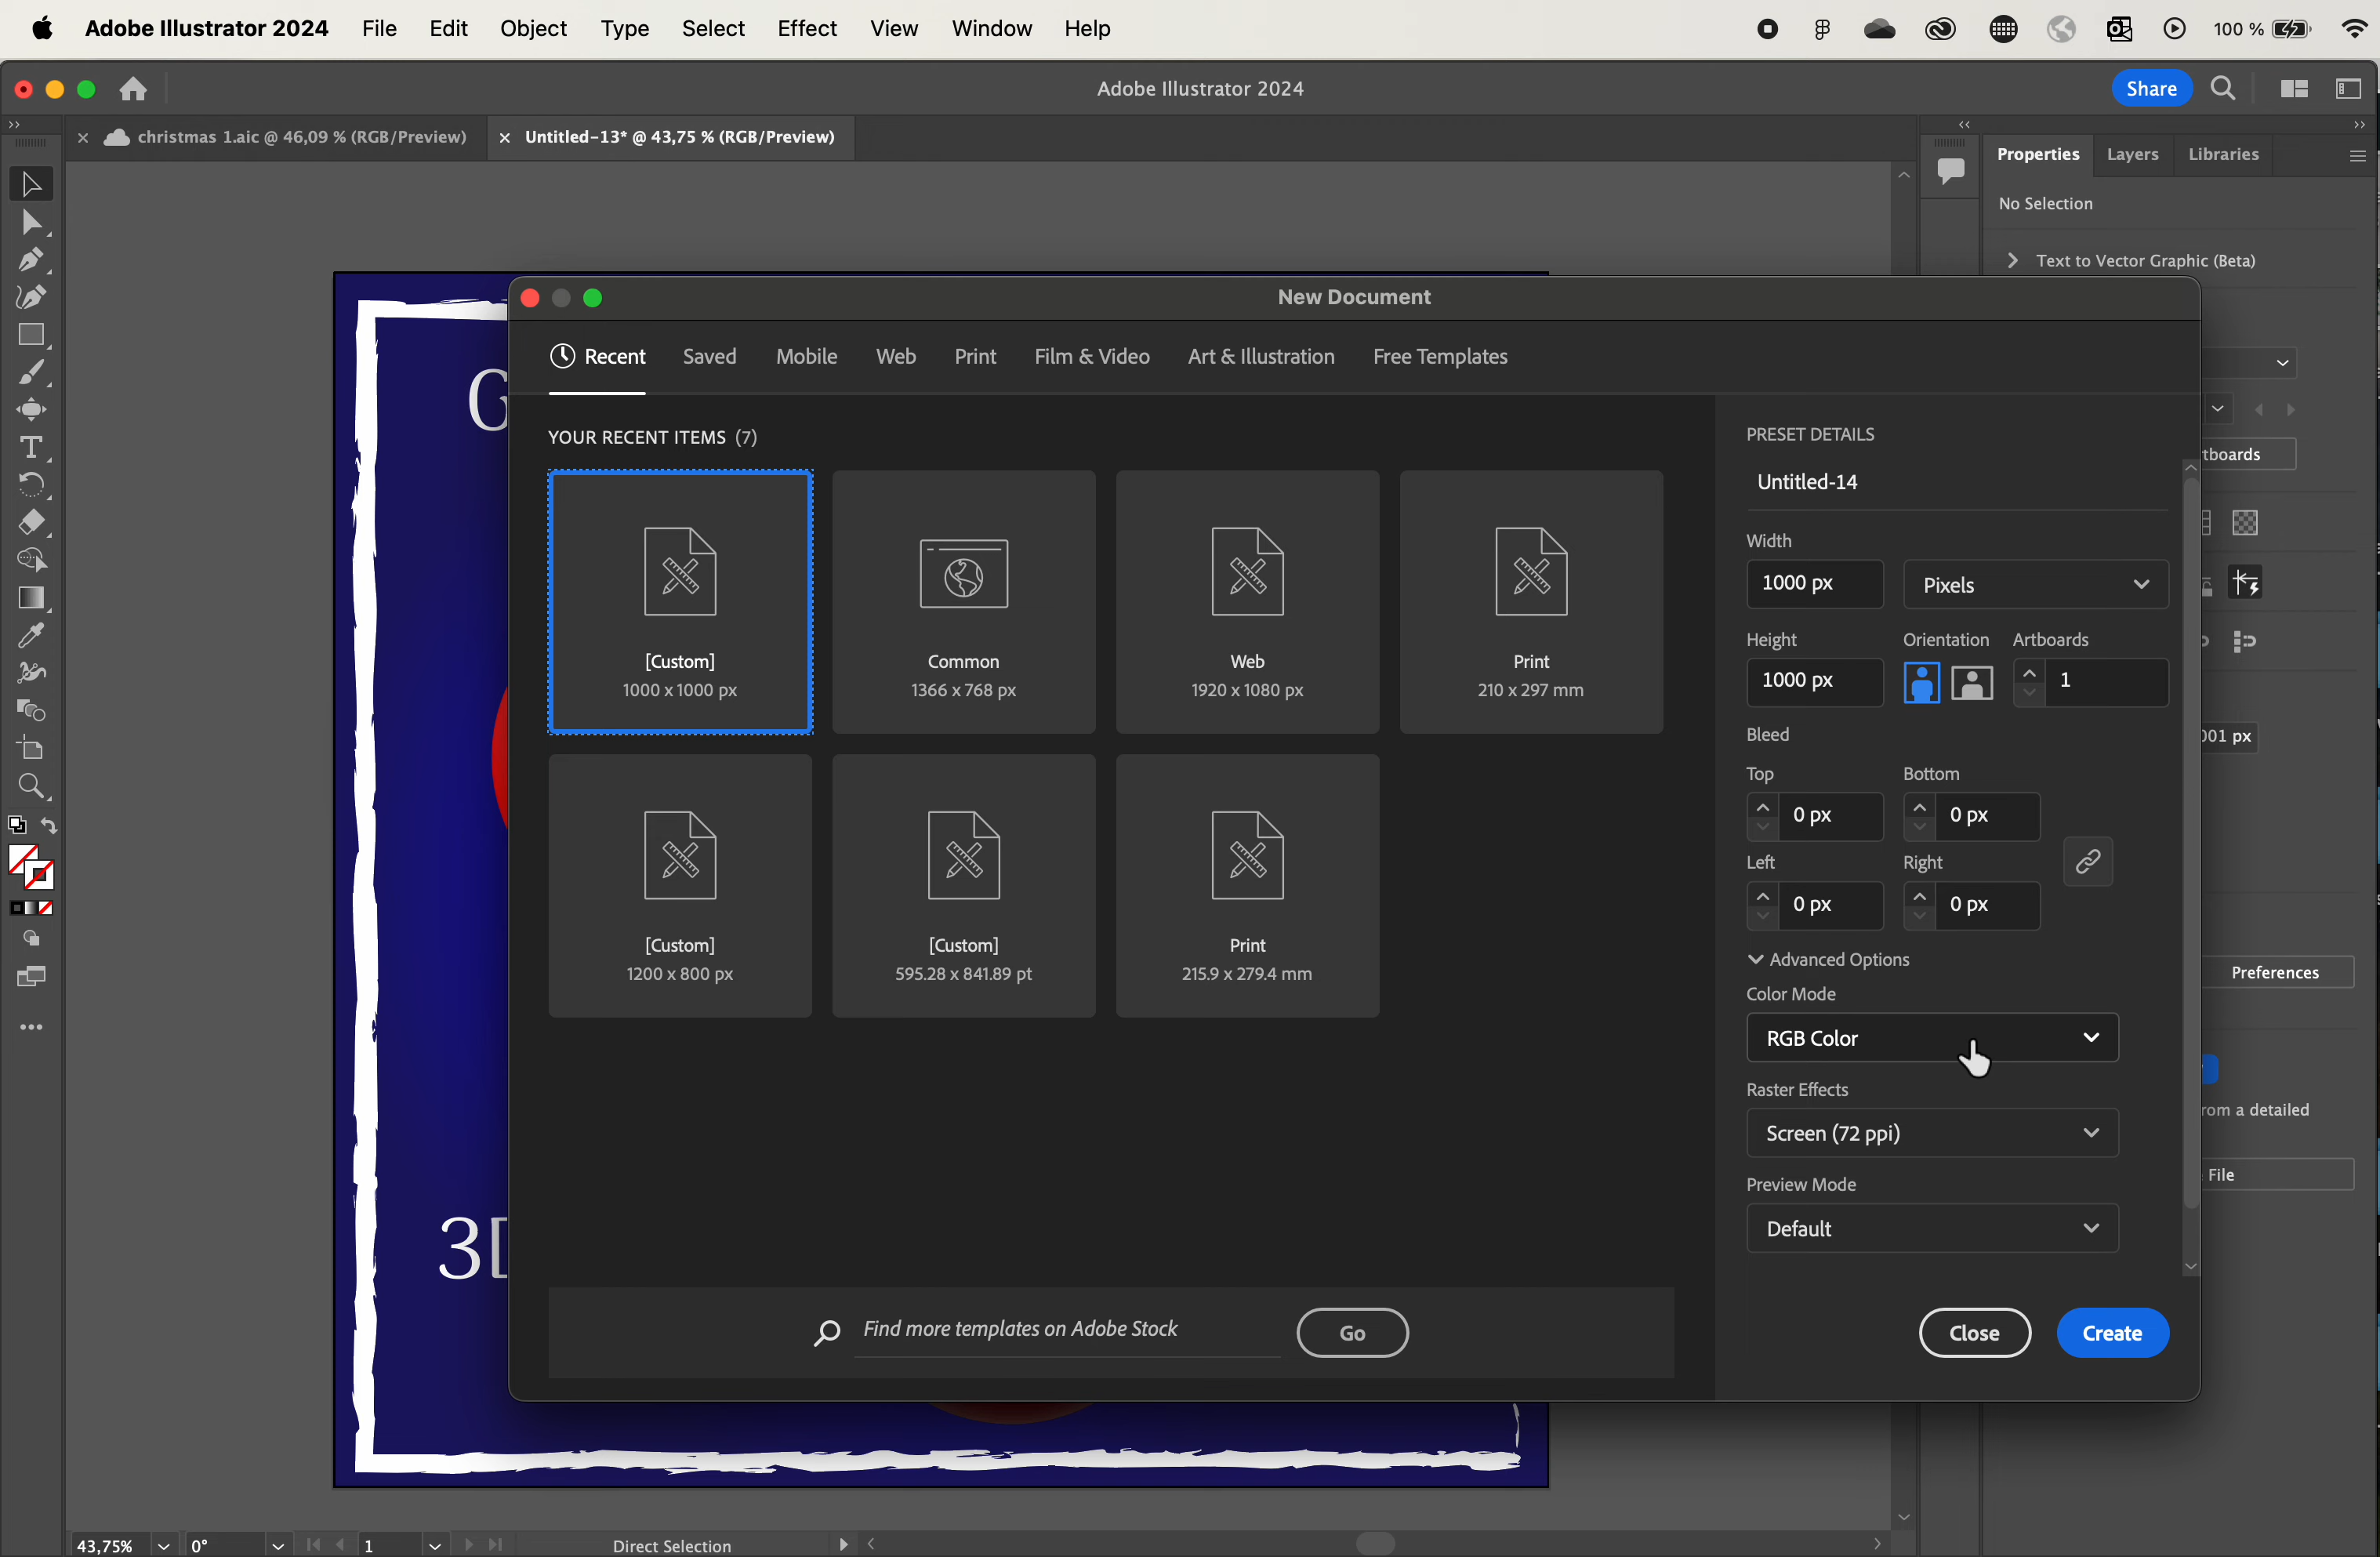 Adobe Illustrator 2024 File Edit Object Type Select Effect View Window Help 100 %
Adobe Illustrator 2024 Share
christmas 1.aic @ 46,09 % (RGB/Preview) Untitled-13* @ 43,75 % (RGB/Preview)
Properties Layers Libraries
No Selection
Text to Vector Graphic (Beta)
New Document
Recent Saved Mobile Web Print Film & Video Art & Illustration Free Templates
YOUR RECENT ITEMS (7)
[Custom] Common Web Print
1000 x 1000 px 1366 x 768 px 1920 x 1080 px 210 x 297 mm
[Custom] [Custom] Print
1200 x 800 px 595.28 x 841.89 pt 215.9 x 279.4 mm
Find more templates on Adobe Stock Go
PRESET DETAILS
Untitled-14
Width
1000 px Pixels
Height Orientation Artboards
1000 px 1
Bleed
Top Bottom
0 px 0 px
Left Right
0 px 0 px
Advanced Options
Color Mode
RGB Color
Raster Effects
Screen (72 ppi)
Preview Mode
Default
Close Create
tboards
001 px
Preferences
rom a detailed
File
G
3D
43,75% 0° 1 Direct Selection